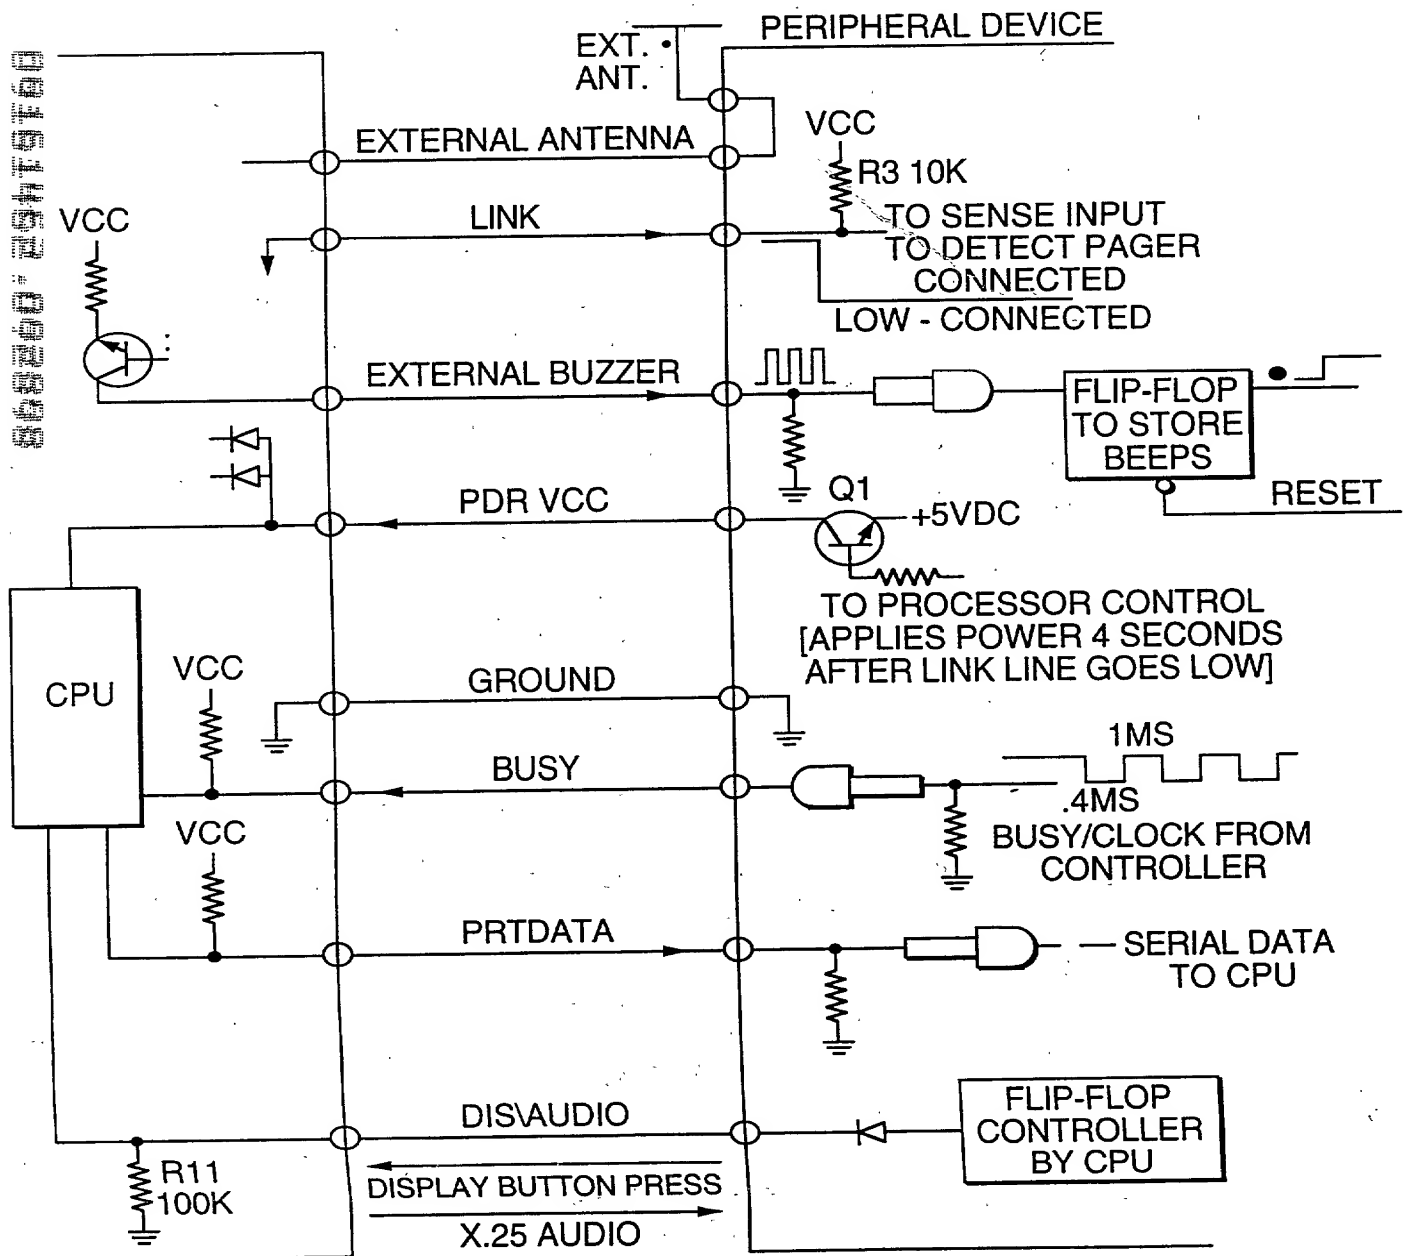 PERIPHERAL DEVICE
EXT.
ANT.
EXTERNAL ANTENNA
VCC
R3 10K
LINK
TO SENSE INPUT
TO DETECT PAGER
CONNECTED
LOW - CONNECTED
VCC
EXTERNAL BUZZER
FLIP-FLOP
TO STORE
BEEPS
RESET
PDR VCC
Q1
+5VDC
TO PROCESSOR CONTROL
[APPLIES POWER 4 SECONDS
AFTER LINK LINE GOES LOW]
CPU
VCC
GROUND
BUSY
1MS
.4MS
BUSY/CLOCK FROM
CONTROLLER
VCC
PRTDATA
SERIAL DATA
TO CPU
DIS\AUDIO
FLIP-FLOP
CONTROLLER
BY CPU
R11
100K
DISPLAY BUTTON PRESS
X.25 AUDIO